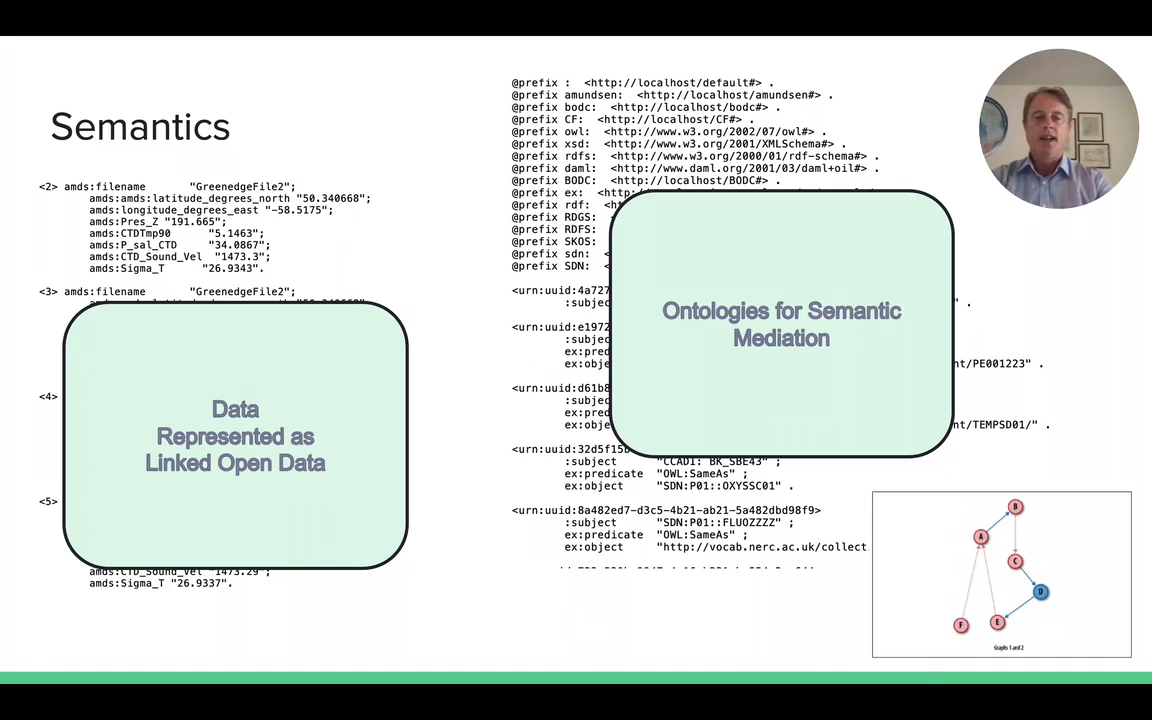 Semantics
<2> amds:filename "GreenedgeFile2";
amds:amds:latitude_degrees_north "50.340668";
amds:longitude_degrees_east "-58.5175";
amds:Pres_Z "191.665";
amds:CTDTmp90 "5.1463";
amds:P_sal_CTD "34.0867";
amds:CTD_Sound_Vel "1473.3";
amds:Sigma_T "26.9343".
<3> amds:filename "GreenedgeFile2";
<4>
Data
Represented as
Linked Open Data
<5>
amds:CTD_Sound_Vel "1473.29";
amds:Sigma_T "26.9337".
@prefix : <http://localhost/default#> .
@prefix amundsen: <http://localhost/amundsen#> .
@prefix bodc: <http://localhost/bodc#> .
@prefix CF: <http://localhost/CF#> .
@prefix owl: <http://www.w3.org/2002/07/owl#> .
@prefix xsd: <http://www.w3.org/2001/XMLSchema#> .
@prefix rdfs: <http://www.w3.org/2000/01/rdf-schema#> .
@prefix daml: <http://www.daml.org/2001/03/daml+oil#> .
@prefix BODC: <http://localhost/BODC#> .
@prefix ex: <http:
@prefix rdf: <ht
@prefix RDGS:
@prefix RDFS:
@prefix SKOS:
@prefix sdn: <
@prefix SDN: <
<urn:uuid:4a727
:subjec " .
<urn:uuid:e1972
:subjec
ex:pred
ex:obje nt/PE001223" .
<urn:uuid:d61b8
:subjec
ex:pred
ex:obje nt/TEMPSD01/" .
Ontologies for Semantic
Mediation
<urn:uuid:32d5f15b
:subject "CCADI: BK_SBE43" ;
ex:predicate "OWL:SameAs" ;
ex:object "SDN:P01::OXYSSC01" .
<urn:uuid:8a482ed7-d3c5-4b21-ab21-5a482dbd98f9>
:subject "SDN:P01::FLUOZZZZ" ;
ex:predicate "OWL:SameAs" ;
ex:object "http://vocab.nerc.ac.uk/collect
B
A
C
D
F
E
Graphs 1 and 2